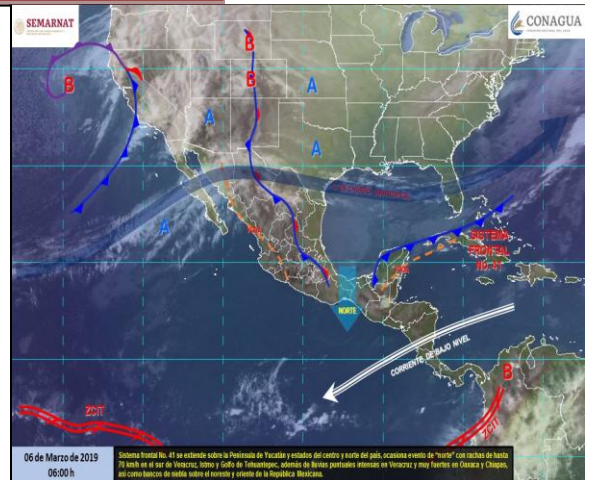 SEMARNAT
CONAGUA
B
B
B
A
A
A
A
SISTEMA
FRONTAL
No. 41
NORTE
CORRIENTE DE BAJO NIVEL
B
ZCIT
ZCIT
06 de Marzo de 2019
06:00 h
Sistema frontal No. 41 se extiende sobre la Península de Yucatán y estados del centro y norte del país, ocasiona evento de "norte" con rachas de hasta
70 km/h en el sur de Veracruz, Istmo y Golfo de Tehuantepec, además de lluvias puntuales intensas en Veracruz y muy fuertes en Oaxaca y Chiapas,
así como bancos de niebla sobre el noreste y oriente de la República Mexicana.